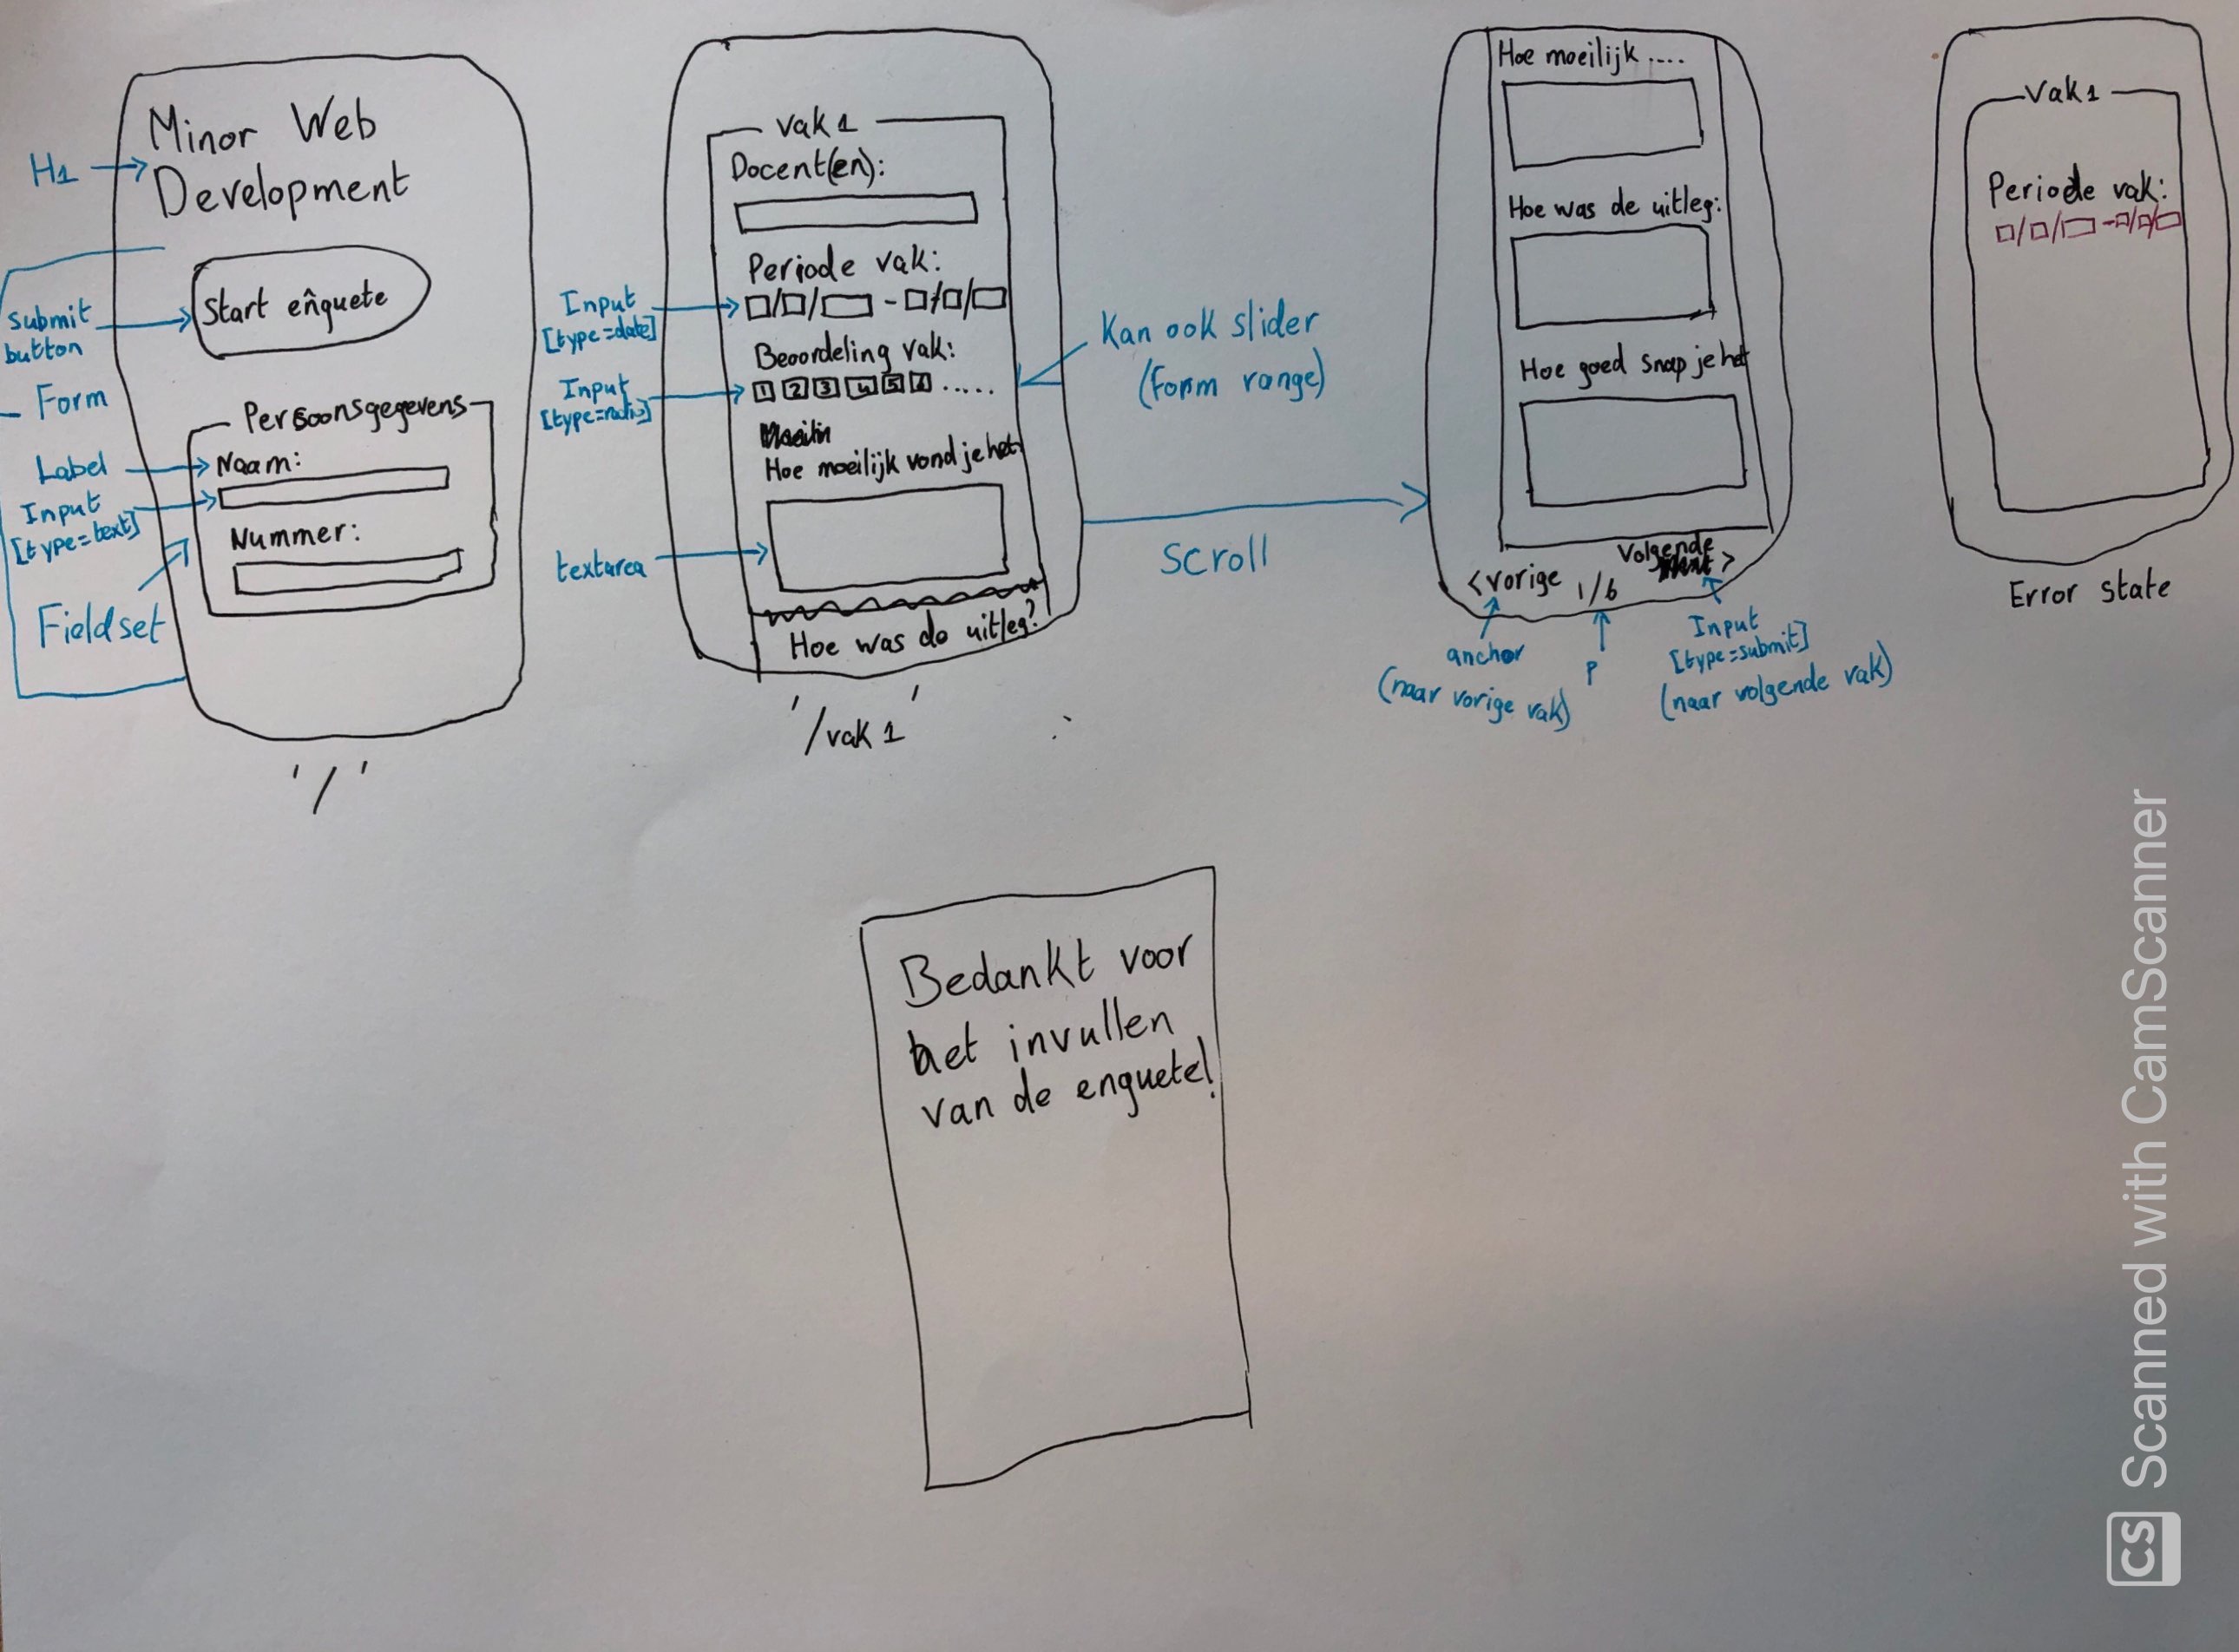 Minor Web
Development
H1
Start enquete
submit
button
Form
Persoonsgegevens
Label
Naam:
Input
[type=text]
Nummer:
Fieldset
'/'
Vak 1
Docent(en):
Periode vak:
Input
[type=date]
Beoordeling vak:
Input
[type=radio]
1 2 3 4 5 6 .....
Kan ook slider
(Form range)
Hoe moeilijk vond je het
textarea
Hoe was de uitleg?
'/vak 1'
Scroll
Hoe moeilijk ....
Hoe was de uitleg:
Hoe goed snap je het
<vorige 1/6 Volgende >
anchor
(naar vorige vak)
P
Input
[type=submit]
(naar volgende vak)
Vak1
Periode vak:
Error state
Bedankt voor
het invullen
van de enquete!
CS Scanned with CamScanner